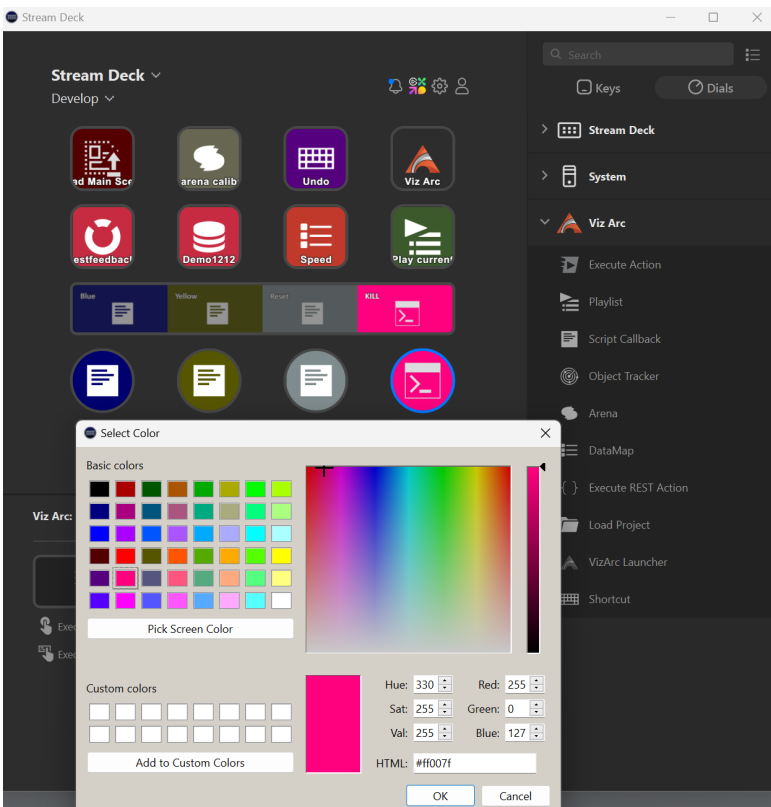 Stream Deck
Stream Deck
Develop
ad Main Sce
arena calib
Undo
Viz Arc
estfeedbacl
Demo1212
Speed
Play current
Blue
Yellow
Reset
KILL
Search
Keys
Dials
Stream Deck
System
Viz Arc
Execute Action
Playlist
Script Callback
Object Tracker
Arena
DataMap
Execute REST Action
Load Project
VizArc Launcher
Shortcut
Viz Arc:
Exec
Exec
Select Color
Basic colors
Pick Screen Color
Custom colors
Add to Custom Colors
Hue: 330
Red: 255
Sat: 255
Green: 0
Val: 255
Blue: 127
HTML: #ff007f
OK
Cancel